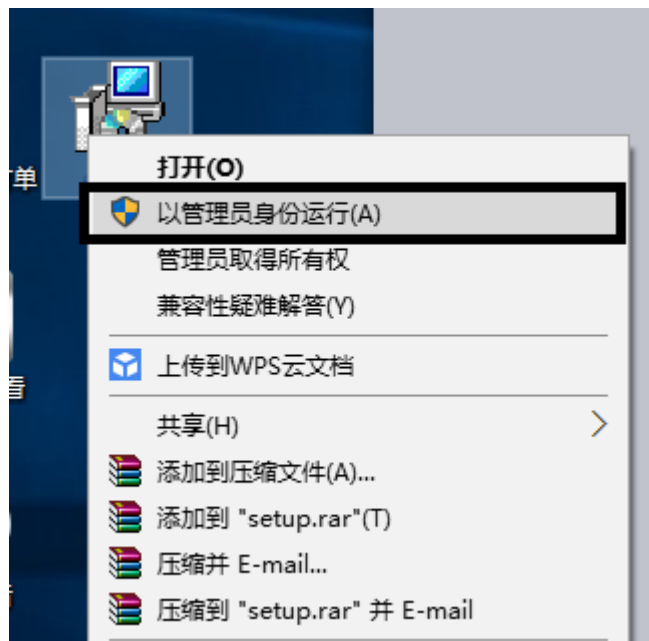 单
看
打开(O)
以管理员身份运行(A)
管理员取得所有权
兼容性疑难解答(Y)
上传到WPS云文档
共享(H)
添加到压缩文件(A)...
添加到 "setup.rar"(T)
压缩并 E-mail...
压缩到 "setup.rar" 并 E-mail